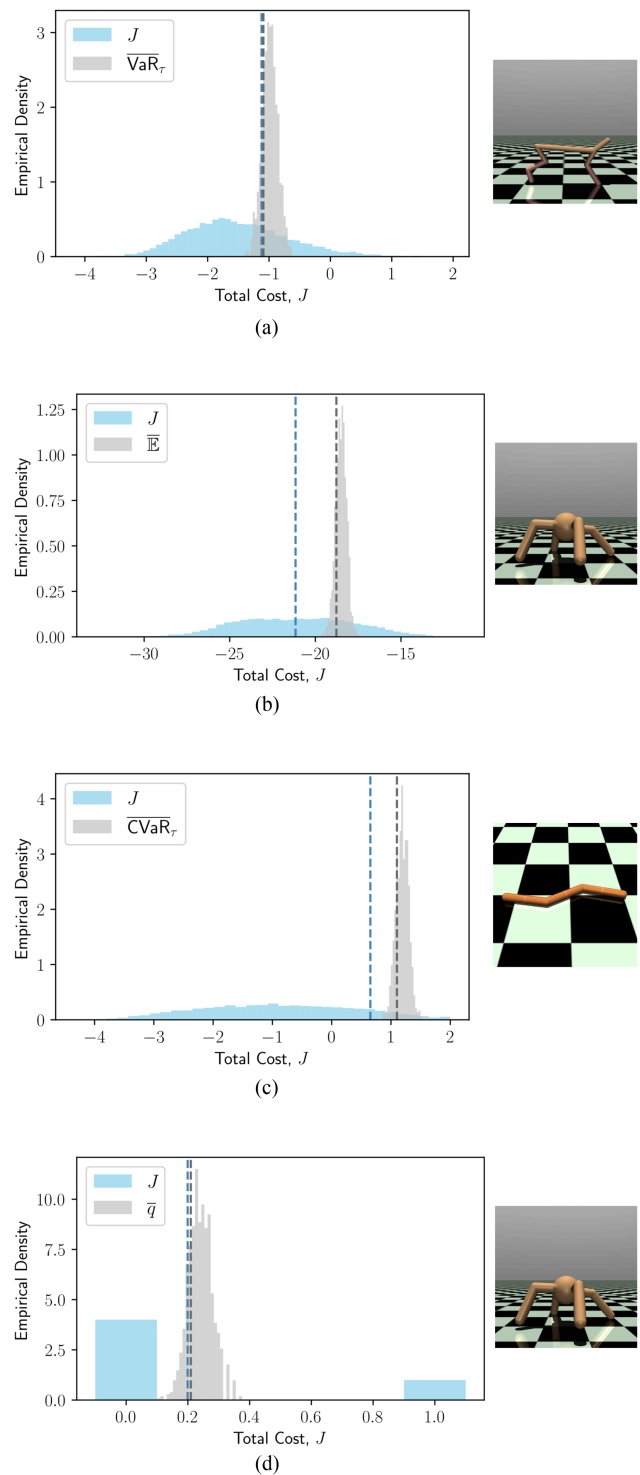 J
VaR̅τ
Empirical Density
3
2
1
0
−4 −3 −2 −1 0 1 2
Total Cost, J
(a)
J
𝔼̅
Empirical Density
1.25
1.00
0.75
0.50
0.25
0.00
−30 −25 −20 −15
Total Cost, J
(b)
J
CVaR̅τ
Empirical Density
4
3
2
1
0
−4 −3 −2 −1 0 1 2
Total Cost, J
(c)
J
q̅
Empirical Density
10.0
7.5
5.0
2.5
0.0
0.0 0.2 0.4 0.6 0.8 1.0
Total Cost, J
(d)